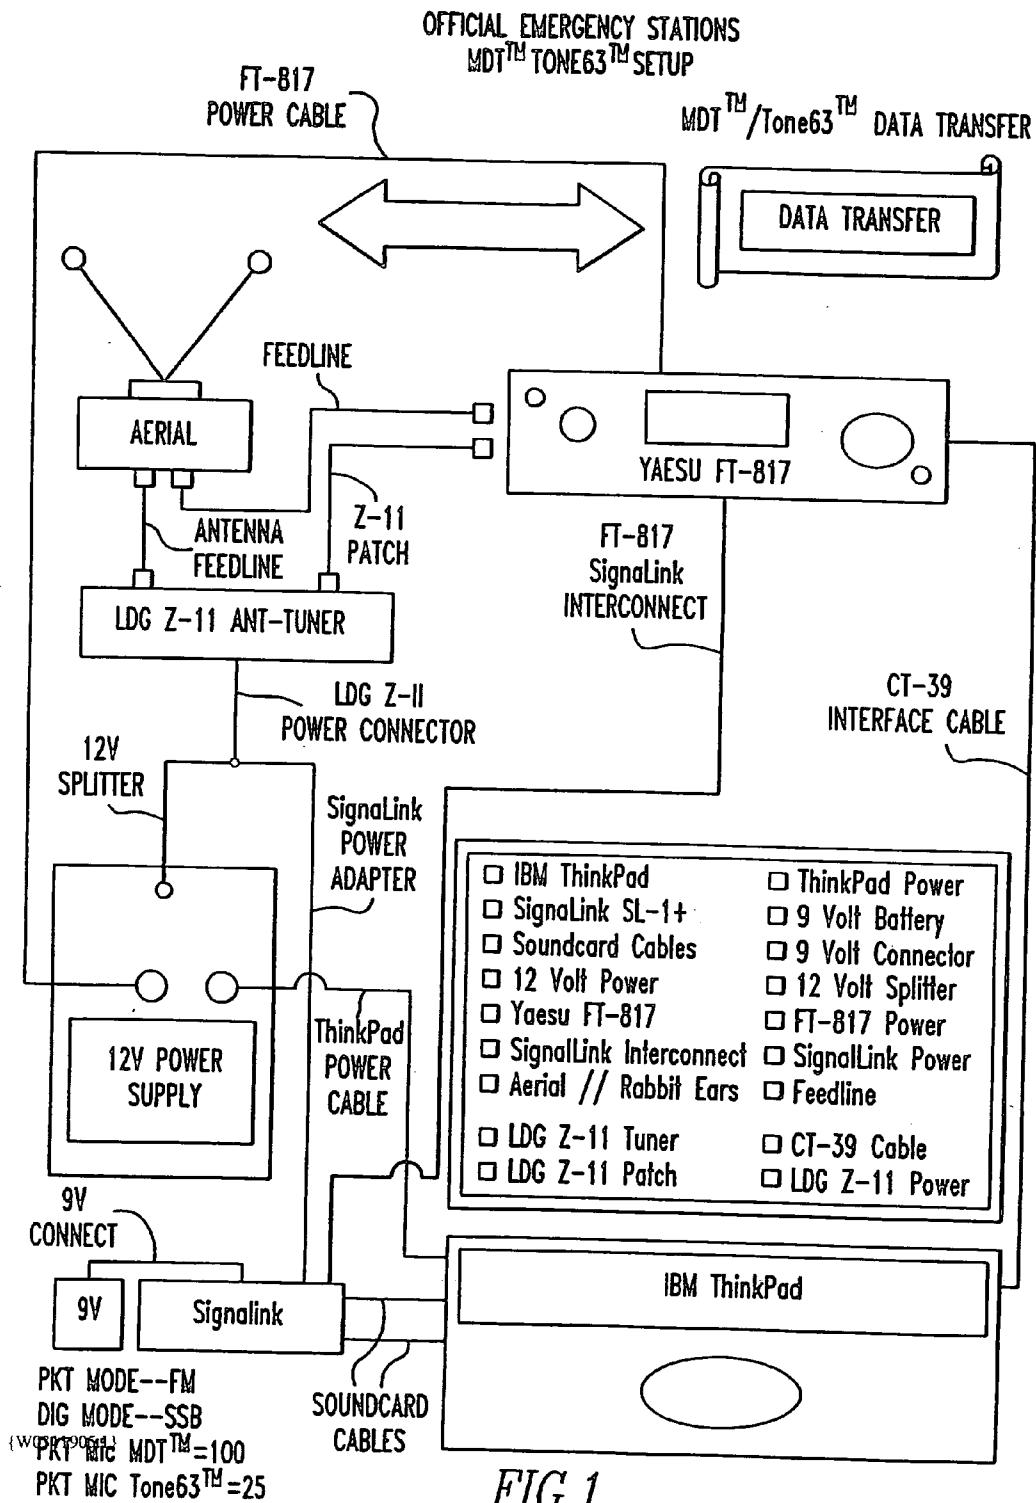 OFFICIAL EMERGENCY STATIONS
MDT™ TONE63™ SETUP
FT-817
POWER CABLE
MDT™/Tone63™ DATA TRANSFER
DATA TRANSFER
FEEDLINE
AERIAL
YAESU FT-817
ANTENNA
FEEDLINE
Z-11
PATCH
FT-817
SignaLink
INTERCONNECT
LDG Z-11 ANT-TUNER
LDG Z-II
POWER CONNECTOR
CT-39
INTERFACE CABLE
12V
SPLITTER
SignaLink
POWER
ADAPTER
□ IBM ThinkPad
□ SignaLink SL-1+
□ Soundcard Cables
□ 12 Volt Power
□ Yaesu FT-817
□ SignalLink Interconnect
□ Aerial // Rabbit Ears
□ LDG Z-11 Tuner
□ LDG Z-11 Patch
□ ThinkPad Power
□ 9 Volt Battery
□ 9 Volt Connector
□ 12 Volt Splitter
□ FT-817 Power
□ SignalLink Power
□ Feedline
□ CT-39 Cable
□ LDG Z-11 Power
12V POWER
SUPPLY
ThinkPad
POWER
CABLE
9V
CONNECT
9V
Signalink
IBM ThinkPad
SOUNDCARD
CABLES
PKT MODE--FM
DIG MODE--SSB
PKT Mic MDT™=100
PKT MIC Tone63™=25
FIG.1